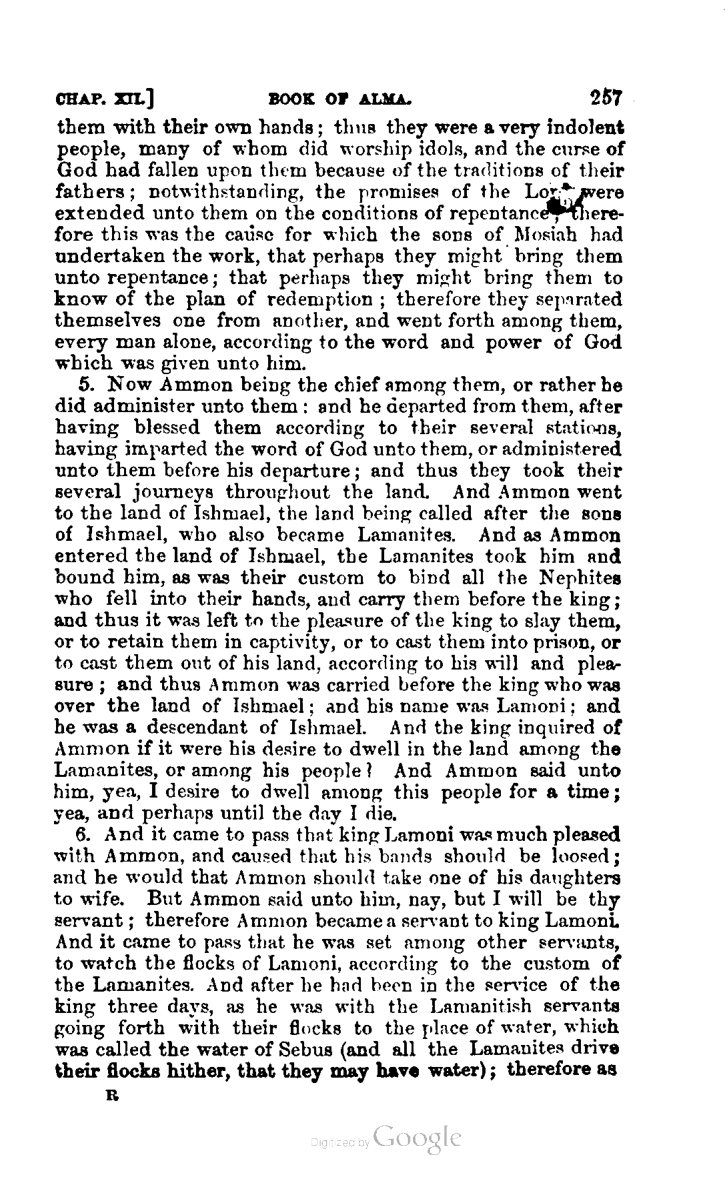 CHAP. XII.] BOOK OF ALMA. 257
them with their own hands; thus they were a very indolent
people, many of whom did worship idols, and the curse of
God had fallen upon them because of the traditions of their
fathers; notwithstanding, the promises of the Lord were
extended unto them on the conditions of repentance; there-
fore this was the cause for which the sons of Mosiah had
undertaken the work, that perhaps they might bring them
unto repentance; that perhaps they might bring them to
know of the plan of redemption; therefore they separated
themselves one from another, and went forth among them,
every man alone, according to the word and power of God
which was given unto him.
5. Now Ammon being the chief among them, or rather he
did administer unto them: and he departed from them, after
having blessed them according to their several stations,
having imparted the word of God unto them, or administered
unto them before his departure; and thus they took their
several journeys throughout the land. And Ammon went
to the land of Ishmael, the land being called after the sons
of Ishmael, who also became Lamanites. And as Ammon
entered the land of Ishmael, the Lamanites took him and
bound him, as was their custom to bind all the Nephites
who fell into their hands, and carry them before the king;
and thus it was left to the pleasure of the king to slay them,
or to retain them in captivity, or to cast them into prison, or
to cast them out of his land, according to his will and plea-
sure; and thus Ammon was carried before the king who was
over the land of Ishmael; and his name was Lamoni; and
he was a descendant of Ishmael. And the king inquired of
Ammon if it were his desire to dwell in the land among the
Lamanites, or among his people? And Ammon said unto
him, yea, I desire to dwell among this people for a time;
yea, and perhaps until the day I die.
6. And it came to pass that king Lamoni was much pleased
with Ammon, and caused that his bands should be loosed;
and he would that Ammon should take one of his daughters
to wife. But Ammon said unto him, nay, but I will be thy
servant; therefore Ammon became a servant to king Lamoni.
And it came to pass that he was set among other servants,
to watch the flocks of Lamoni, according to the custom of
the Lamanites. And after he had been in the service of the
king three days, as he was with the Lamanitish servants
going forth with their flocks to the place of water, which
was called the water of Sebus (and all the Lamanites drive
their flocks hither, that they may have water); therefore as
R
Digitized by Google